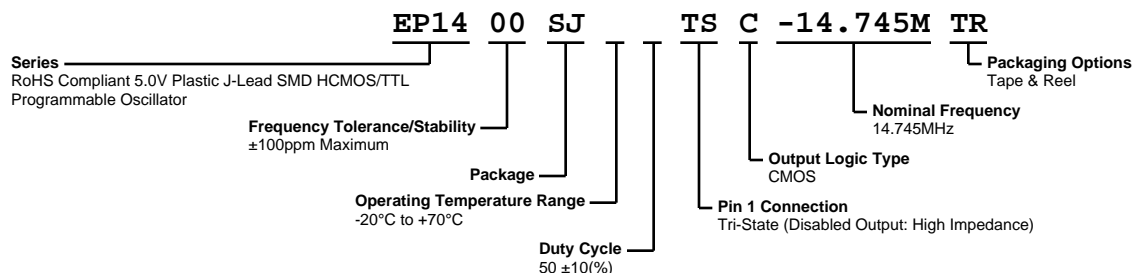 EP14 00 SJ TS C -14.745M TR
Series
RoHS Compliant 5.0V Plastic J-Lead SMD HCMOS/TTL
Programmable Oscillator
Packaging Options
Tape & Reel
Frequency Tolerance/Stability
±100ppm Maximum
Nominal Frequency
14.745MHz
Package
Output Logic Type
CMOS
Operating Temperature Range
-20°C to +70°C
Pin 1 Connection
Tri-State (Disabled Output: High Impedance)
Duty Cycle
50 ±10(%)